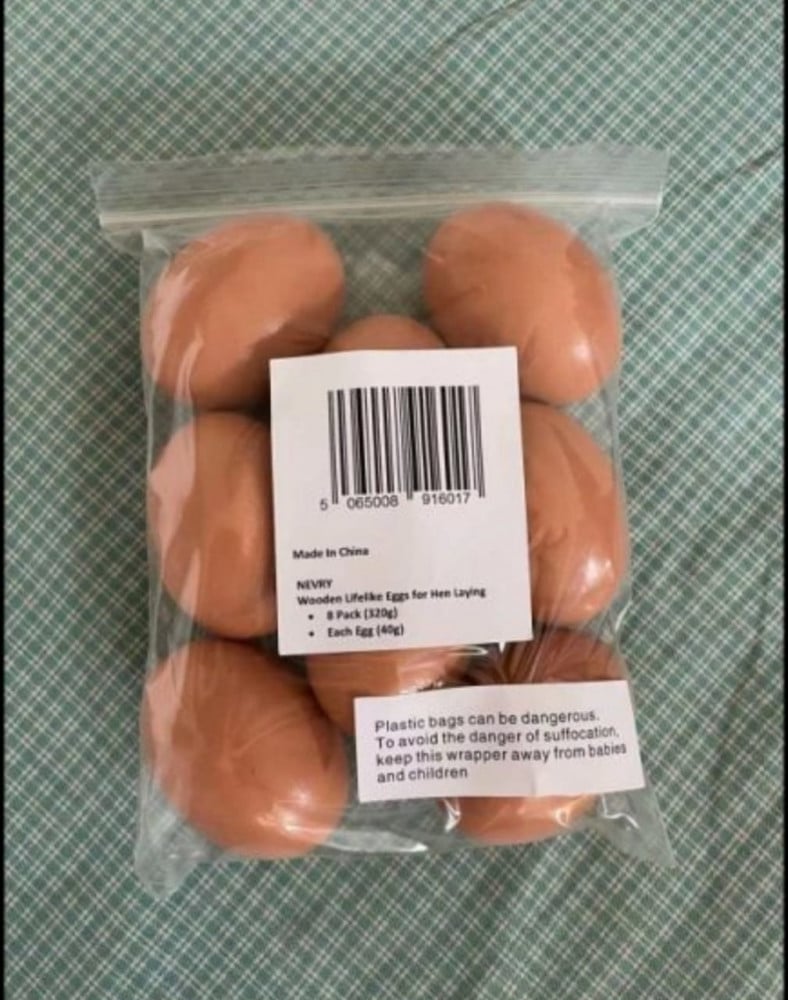 5 065008 916017
Made In China
NEVRY
Wooden Lifelike Eggs for Hen Laying
• 8 Pack (320g)
• Each Egg (40g)
Plastic bags can be dangerous.
To avoid the danger of suffocation,
keep this wrapper away from babies
and children